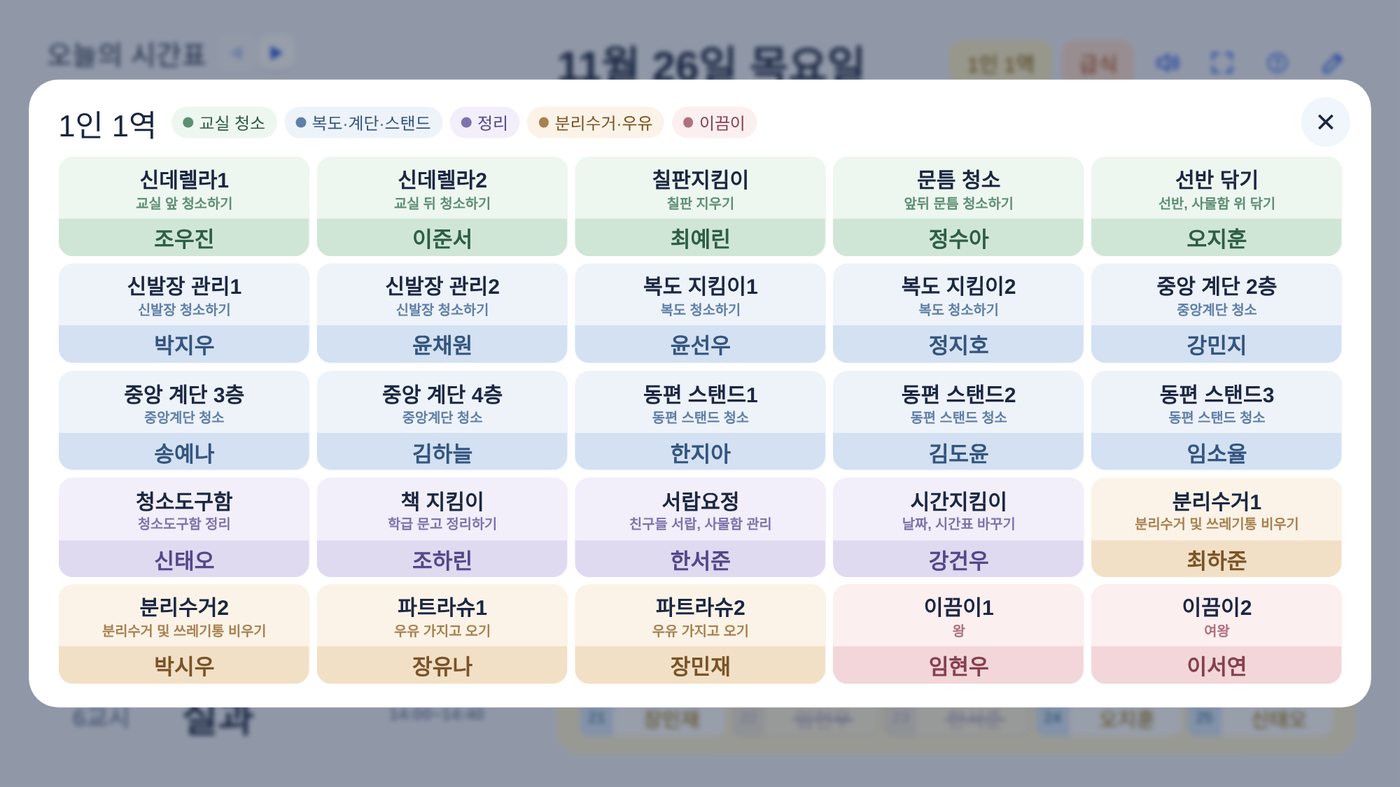 오늘의 시간표
11월 26일 목요일
1인 1역
급식
1인 1역
교실 청소
복도·계단·스탠드
정리
분리수거·우유
이끔이
신데렐라1
교실 앞 청소하기
조우진
신데렐라2
교실 뒤 청소하기
이준서
칠판지킴이
칠판 지우기
최예린
문틈 청소
앞뒤 문틈 청소하기
정수아
선반 닦기
선반, 사물함 위 닦기
오지훈
신발장 관리1
신발장 청소하기
박지우
신발장 관리2
신발장 청소하기
윤채원
복도 지킴이1
복도 청소하기
윤선우
복도 지킴이2
복도 청소하기
정지호
중앙 계단 2층
중앙계단 청소
강민지
중앙 계단 3층
중앙계단 청소
송예나
중앙 계단 4층
중앙계단 청소
김하늘
동편 스탠드1
동편 스탠드 청소
한지아
동편 스탠드2
동편 스탠드 청소
김도윤
동편 스탠드3
동편 스탠드 청소
임소율
청소도구함
청소도구함 정리
신태오
책 지킴이
학급 문고 정리하기
조하린
서랍요정
친구들 서랍, 사물함 관리
한서준
시간지킴이
날짜, 시간표 바꾸기
강건우
분리수거1
분리수거 및 쓰레기통 비우기
최하준
분리수거2
분리수거 및 쓰레기통 비우기
박시우
파트라슈1
우유 가지고 오기
장유나
파트라슈2
우유 가지고 오기
장민재
이끔이1
왕
임현우
이끔이2
여왕
이서연
6교시
실과
14:00~14:40
21 장민재
22 임현우
23 한서준
24 오지훈
25 신태오